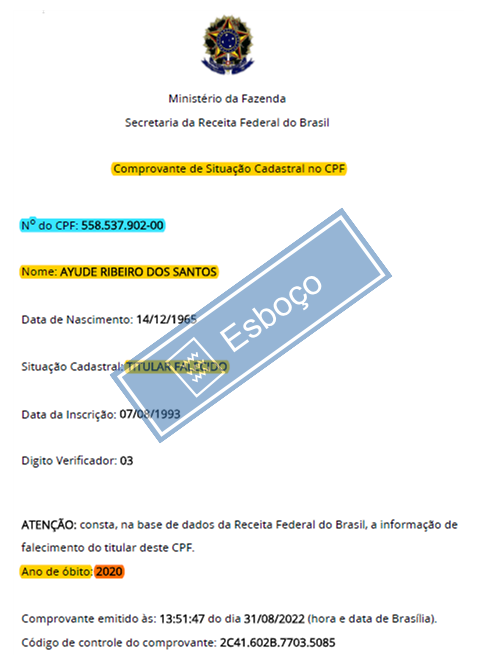 Ministério da Fazenda
Secretaria da Receita Federal do Brasil
Comprovante de Situação Cadastral no CPF
Nº do CPF: 558.537.902-00
Nome: AYUDE RIBEIRO DOS SANTOS
Data de Nascimento: 14/12/1965
Esboço
Situação Cadastral: TITULAR FALECIDO
Data da Inscrição: 07/08/1993
Digito Verificador: 03
ATENÇÃO: consta, na base de dados da Receita Federal do Brasil, a informação de
falecimento do titular deste CPF.
Ano de óbito: 2020
Comprovante emitido às: 13:51:47 do dia 31/08/2022 (hora e data de Brasília).
Código de controle do comprovante: 2C41.602B.7703.5085